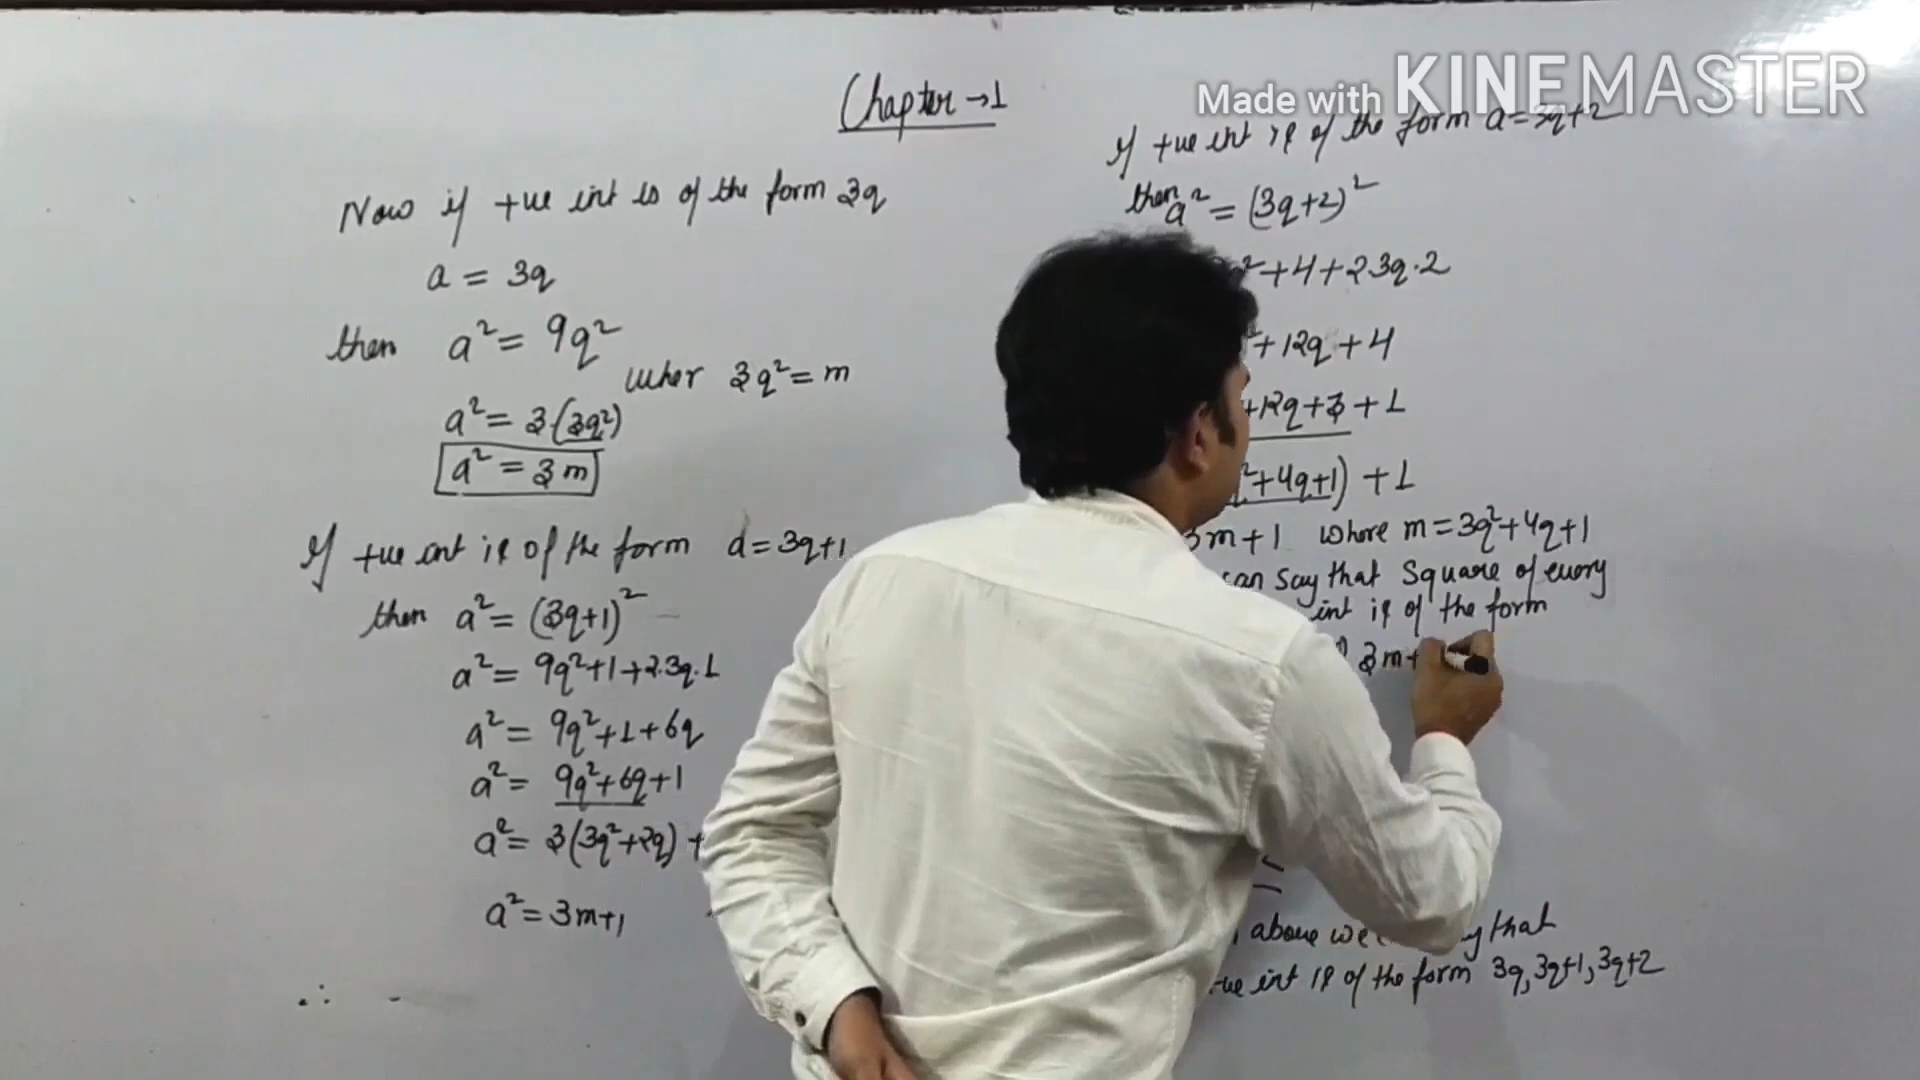 Chapter →1
Now if +ve int is of the form 3q
a = 3q
then a² = 9q²
wher 3q² = m
a² = 3(3q²)
a² = 3m
If +ve int is of the form a = 3q+1
then a² = (3q+1)²
a² = 9q²+1+2.3q.1
a² = 9q²+1+6q
a² = 9q²+6q+1
a² = 3(3q²+2q) +
a² = 3m+1
∴
Made with KINEMASTER
If +ve int is of the form a = 3q+2
then a² = (3q+2)²
² +4+2.3q.2
² +12q+4
+12q+3+1
²+4q+1) +1
3m+1 where m = 3q²+4q+1
can say that Square of every
int is of the form
3m+
above we that
+ve int is of the form 3q, 3q+1, 3q+2